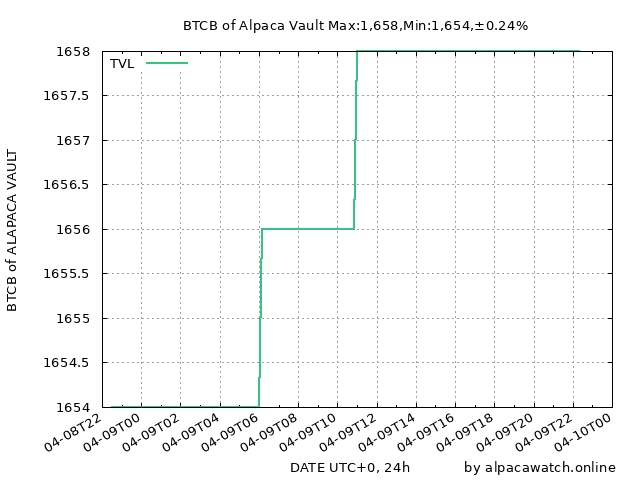 BTCB of Alpaca Vault Max:1,658,Min:1,654,±0.24%
TVL
1658
1657.5
1657
1656.5
1656
1655.5
1655
1654.5
1654
BTCB of ALAPACA VAULT
04-08T22
04-09T00
04-09T02
04-09T04
04-09T06
04-09T08
04-09T10
04-09T12
04-09T14
04-09T16
04-09T18
04-09T20
04-09T22
04-10T00
DATE UTC+0, 24h
by alpacawatch.online